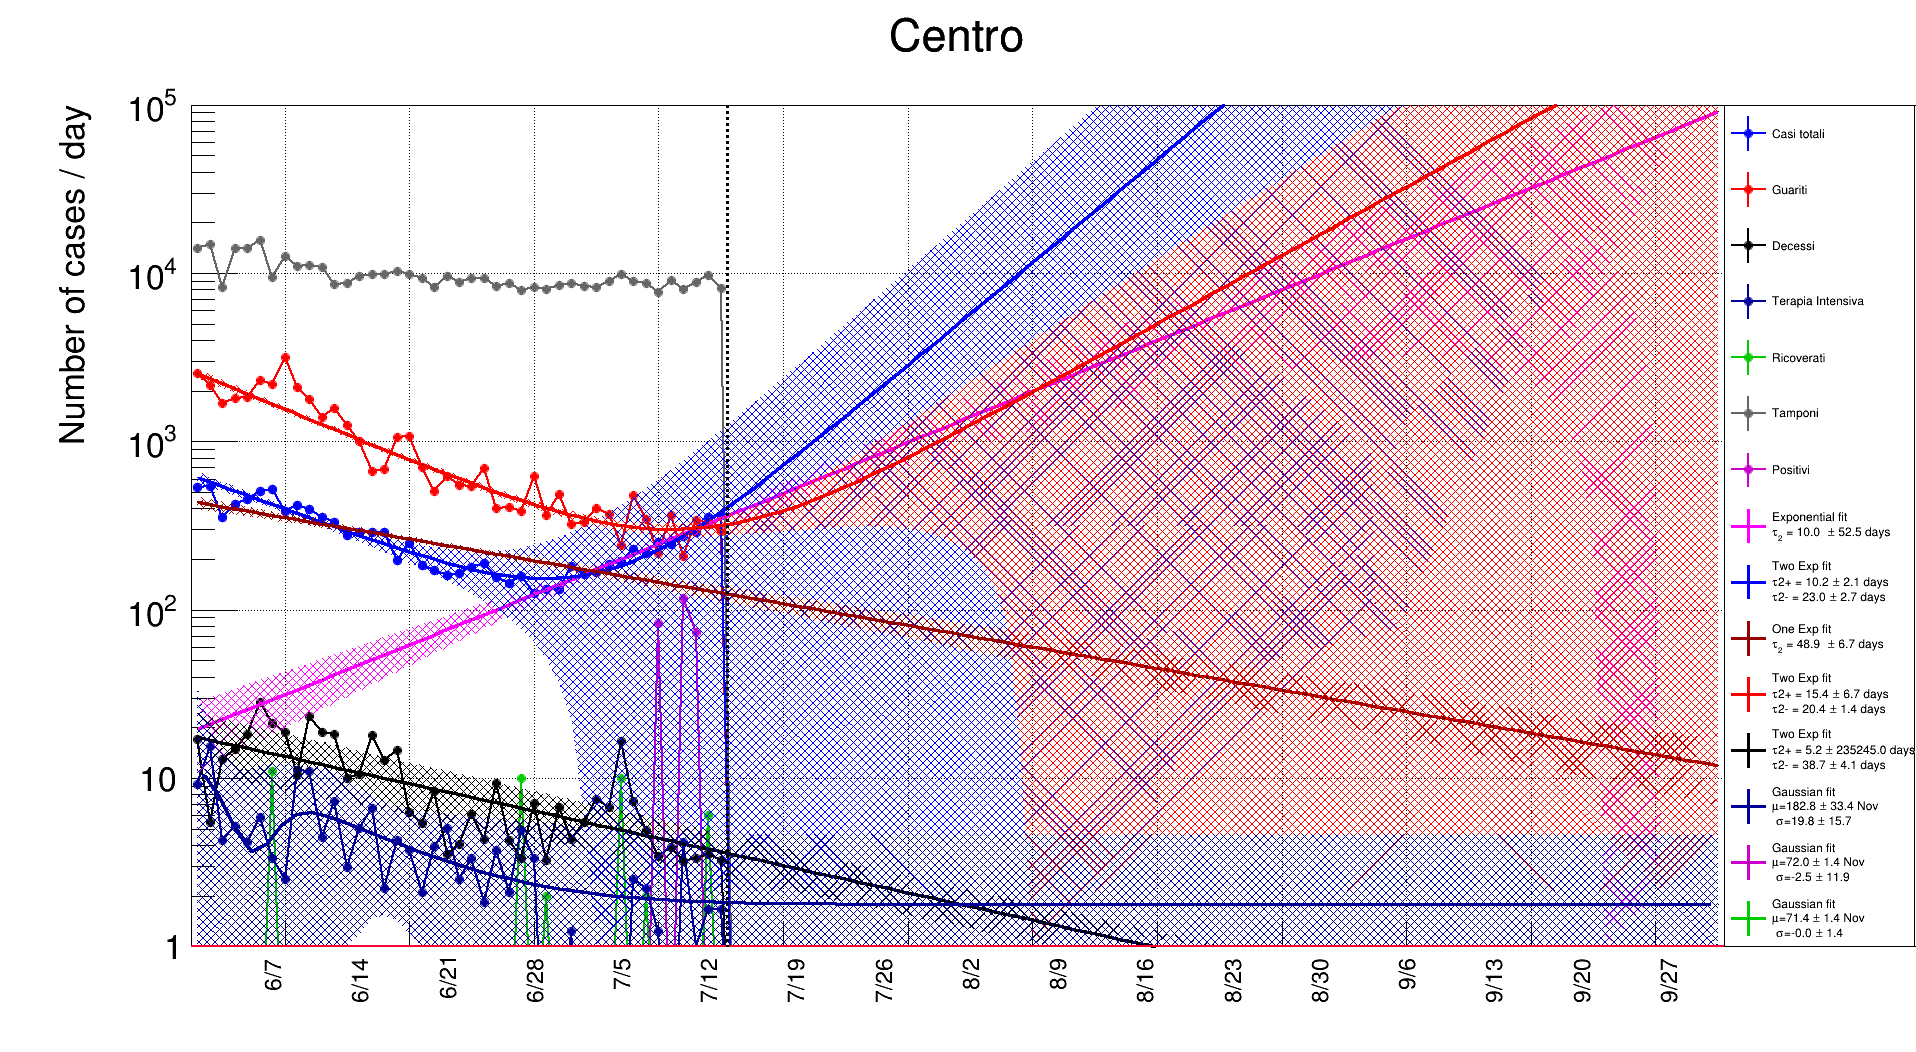 Centro
Number of cases / day
10^5
10^4
10^3
10^2
10
1
6/7
6/14
6/21
6/28
7/5
7/12
7/19
7/26
8/2
8/9
8/16
8/23
8/30
9/6
9/13
9/20
9/27
Casi totali
Guariti
Decessi
Terapia Intensiva
Ricoverati
Tamponi
Positivi
Exponential fit
τ₂ = 10.0 ± 52.5 days
Two Exp fit
τ2+ = 10.2 ± 2.1 days
τ2- = 23.0 ± 2.7 days
One Exp fit
τ₂ = 48.9 ± 6.7 days
Two Exp fit
τ2+ = 15.4 ± 6.7 days
τ2- = 20.4 ± 1.4 days
Two Exp fit
τ2+ = 5.2 ± 235245.0 days
τ2- = 38.7 ± 4.1 days
Gaussian fit
μ=182.8 ± 33.4 Nov
σ=19.8 ± 15.7
Gaussian fit
μ=72.0 ± 1.4 Nov
σ=-2.5 ± 11.9
Gaussian fit
μ=71.4 ± 1.4 Nov
σ=-0.0 ± 1.4